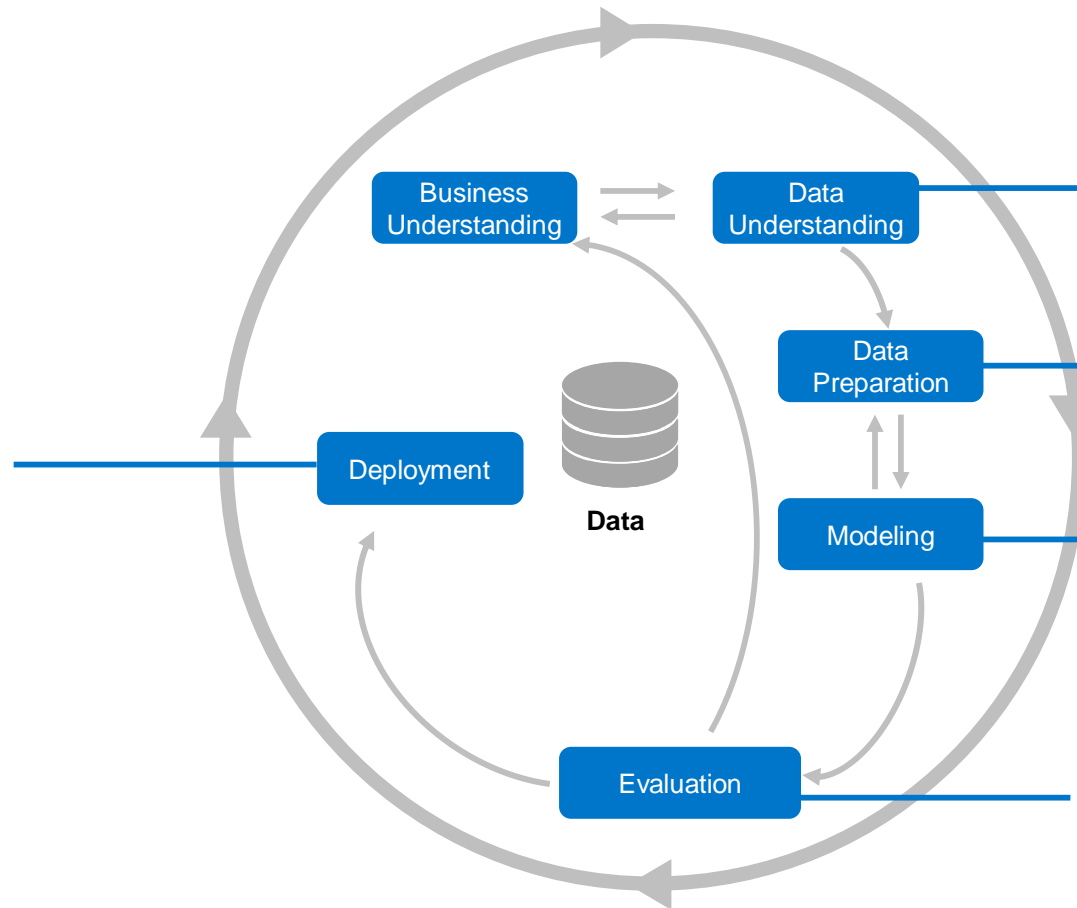 Business
Understanding
Data
Understanding
Data
Preparation
Deployment
Data
Modeling
Evaluation